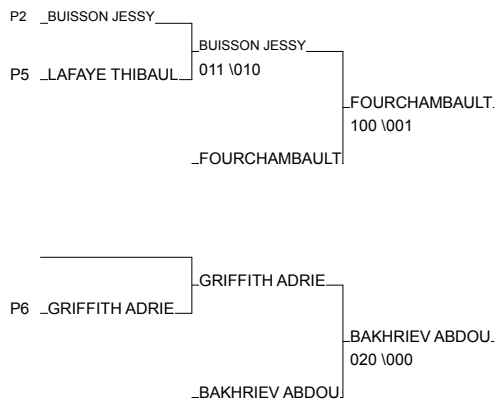 P2 BUISSON JESSY
BUISSON JESSY
P5 LAFAYE THIBAUL
011 \010
FOURCHAMBAULT
100 \001
FOURCHAMBAULT
GRIFFITH ADRIE
P6 GRIFFITH ADRIE
BAKHRIEV ABDOU
020 \000
BAKHRIEV ABDOU